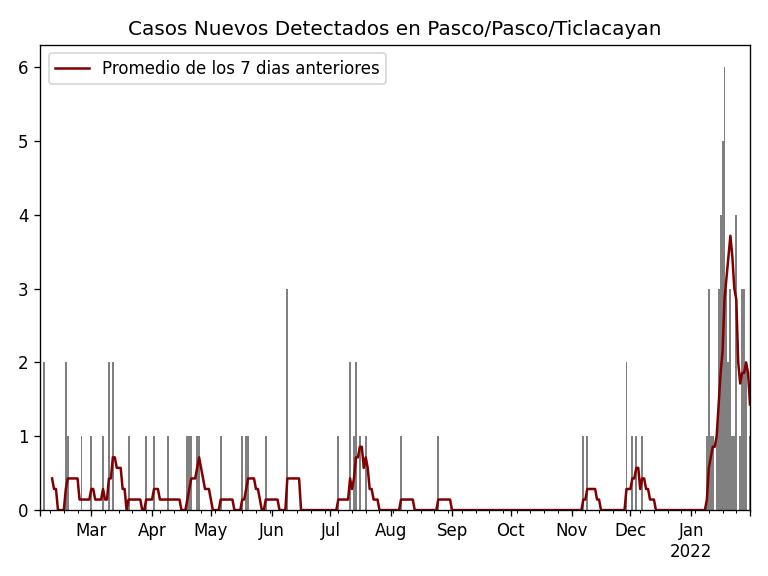 Casos Nuevos Detectados en Pasco/Pasco/Ticlacayan
Promedio de los 7 dias anteriores
6
5
4
3
2
1
0
Mar Apr May Jun Jul Aug Sep Oct Nov Dec Jan
2022